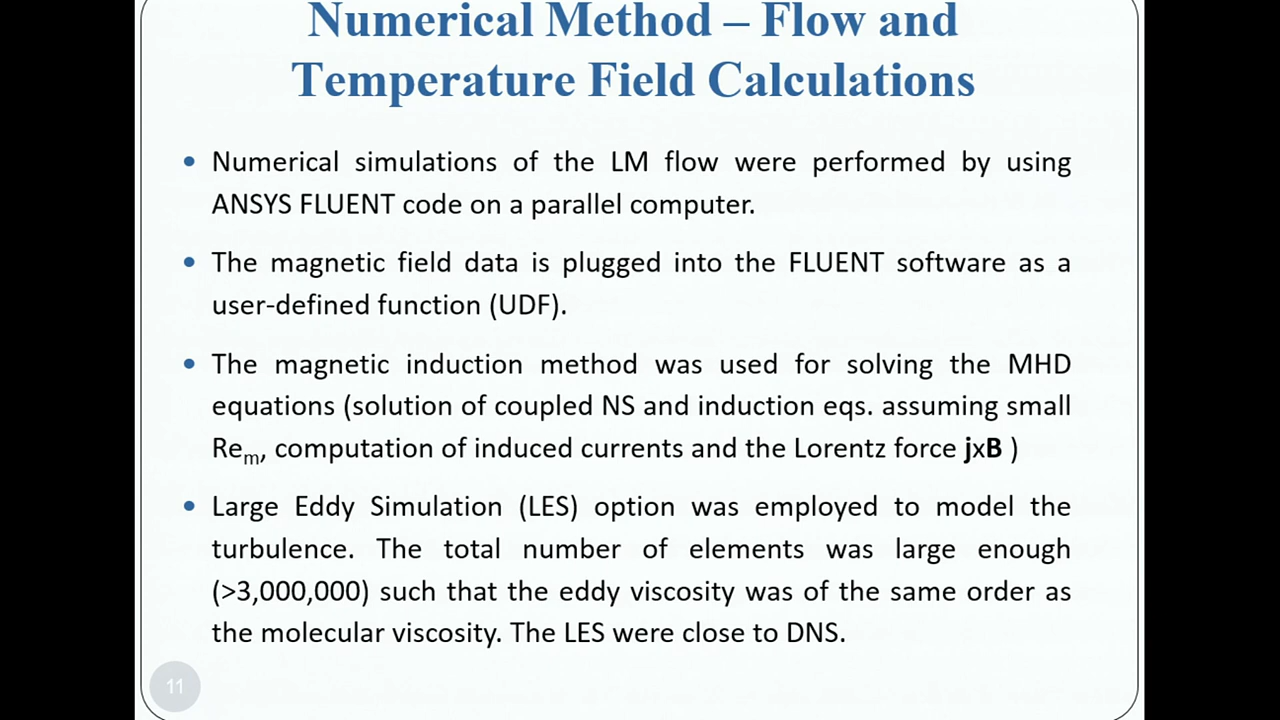 Numerical Method – Flow and
Temperature Field Calculations
• Numerical simulations of the LM flow were performed by using
ANSYS FLUENT code on a parallel computer.
• The magnetic field data is plugged into the FLUENT software as a
user-defined function (UDF).
• The magnetic induction method was used for solving the MHD
equations (solution of coupled NS and induction eqs. assuming small
Reₘ, computation of induced currents and the Lorentz force jxB )
• Large Eddy Simulation (LES) option was employed to model the
turbulence. The total number of elements was large enough
(>3,000,000) such that the eddy viscosity was of the same order as
the molecular viscosity. The LES were close to DNS.
11